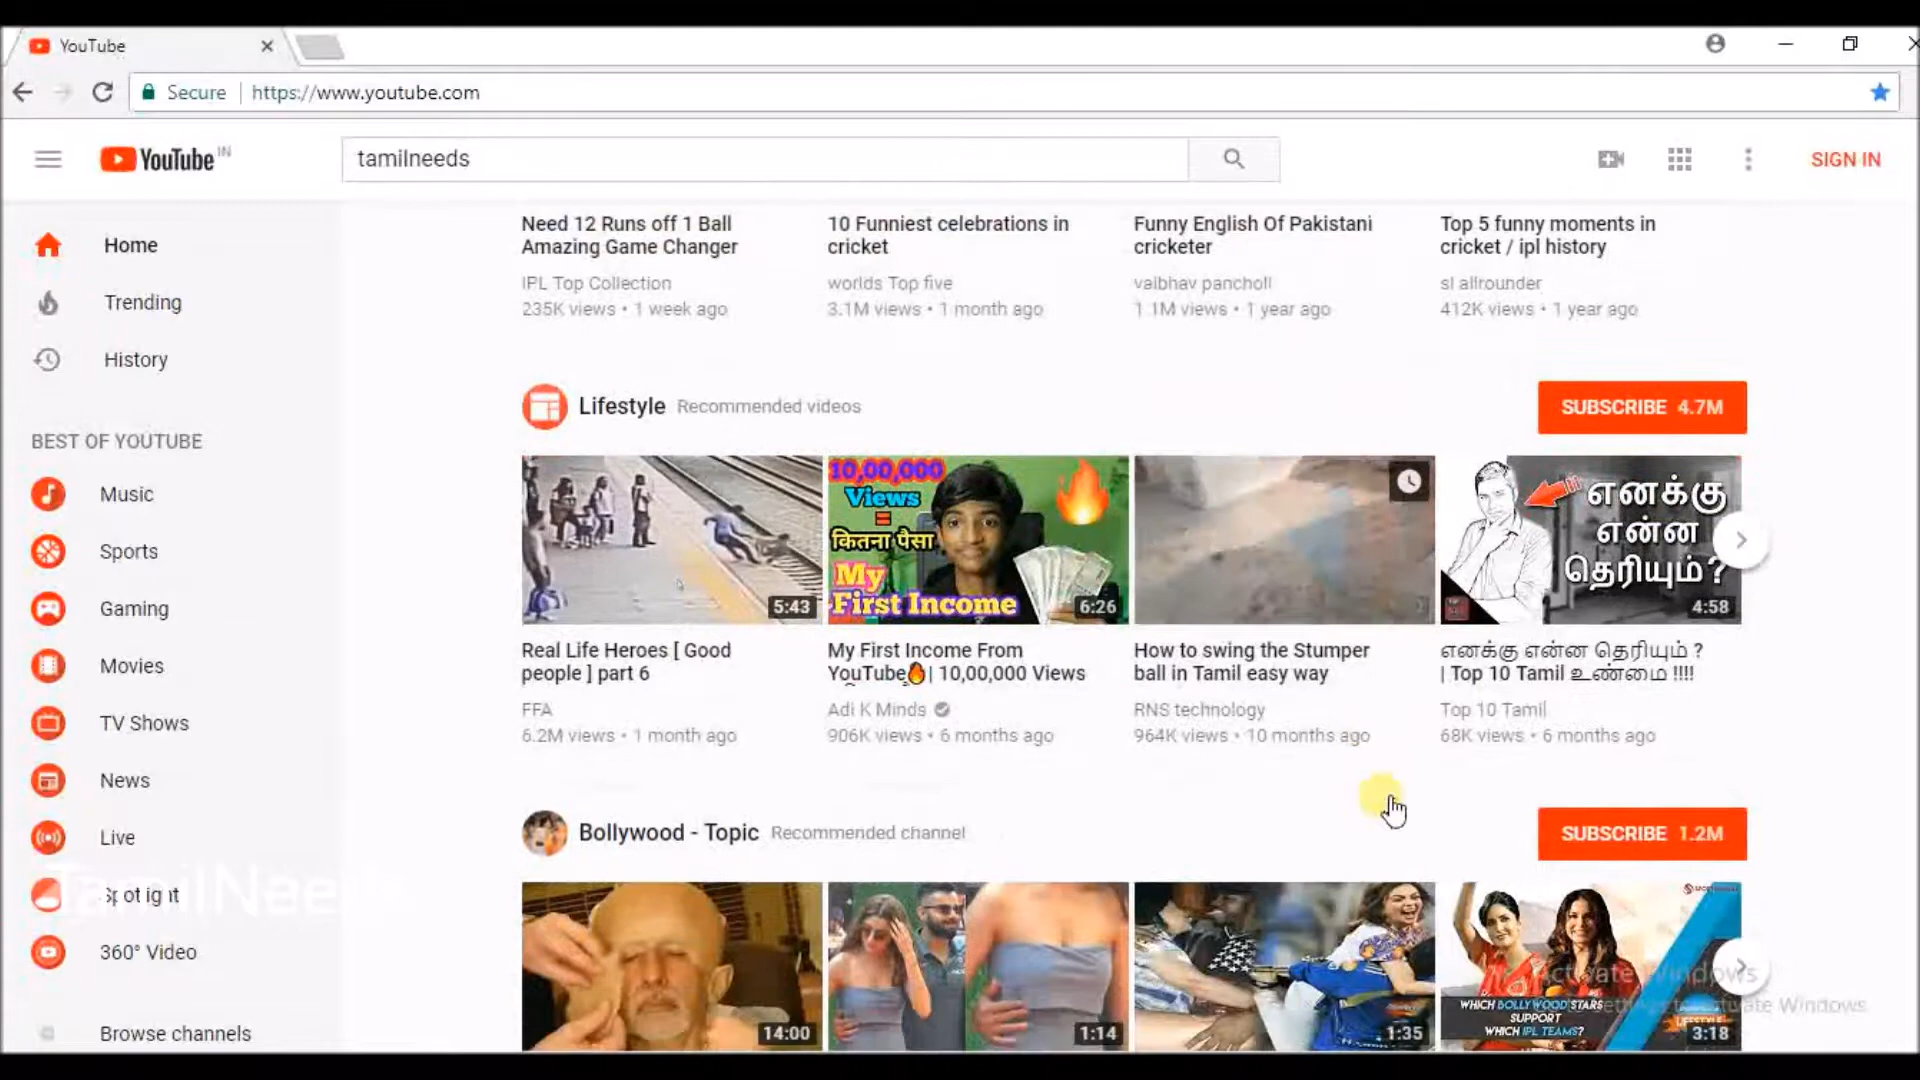 YouTube
Secure https://www.youtube.com
YouTube IN
tamilneeds
SIGN IN
Home
Trending
History
BEST OF YOUTUBE
Music
Sports
Gaming
Movies
TV Shows
News
Live
Spotlight
360° Video
Browse channels
TamilNee
Need 12 Runs off 1 Ball
Amazing Game Changer
IPL Top Collection
235K views • 1 week ago
10 Funniest celebrations in
cricket
worlds Top five
3.1M views • 1 month ago
Funny English Of Pakistani
cricketer
vaibhav pancholi
1.1M views • 1 year ago
Top 5 funny moments in
cricket / ipl history
sl allrounder
412K views • 1 year ago
Lifestyle Recommended videos
SUBSCRIBE 4.7M
5:43
Real Life Heroes [ Good
people ] part 6
FFA
6.2M views • 1 month ago
10,00,000
Views
=
कितना पैसा
My
First Income
6:26
My First Income From
YouTube🔥| 10,00,000 Views
Adi K Minds
906K views • 6 months ago
How to swing the Stumper
ball in Tamil easy way
RNS technology
964K views • 10 months ago
எனக்கு
என்ன
தெரியும் ?
4:58
எனக்கு என்ன தெரியும் ?
| Top 10 Tamil உண்மை !!!!
Top 10 Tamil
68K views • 6 months ago
Bollywood - Topic Recommended channel
SUBSCRIBE 1.2M
14:00
1:14
1:35
WHICH BOLLYWOOD STARS
SUPPORT
WHICH IPL TEAMS?
LIFESTYLE
3:18
Activate Windows
Settings to activate Windows